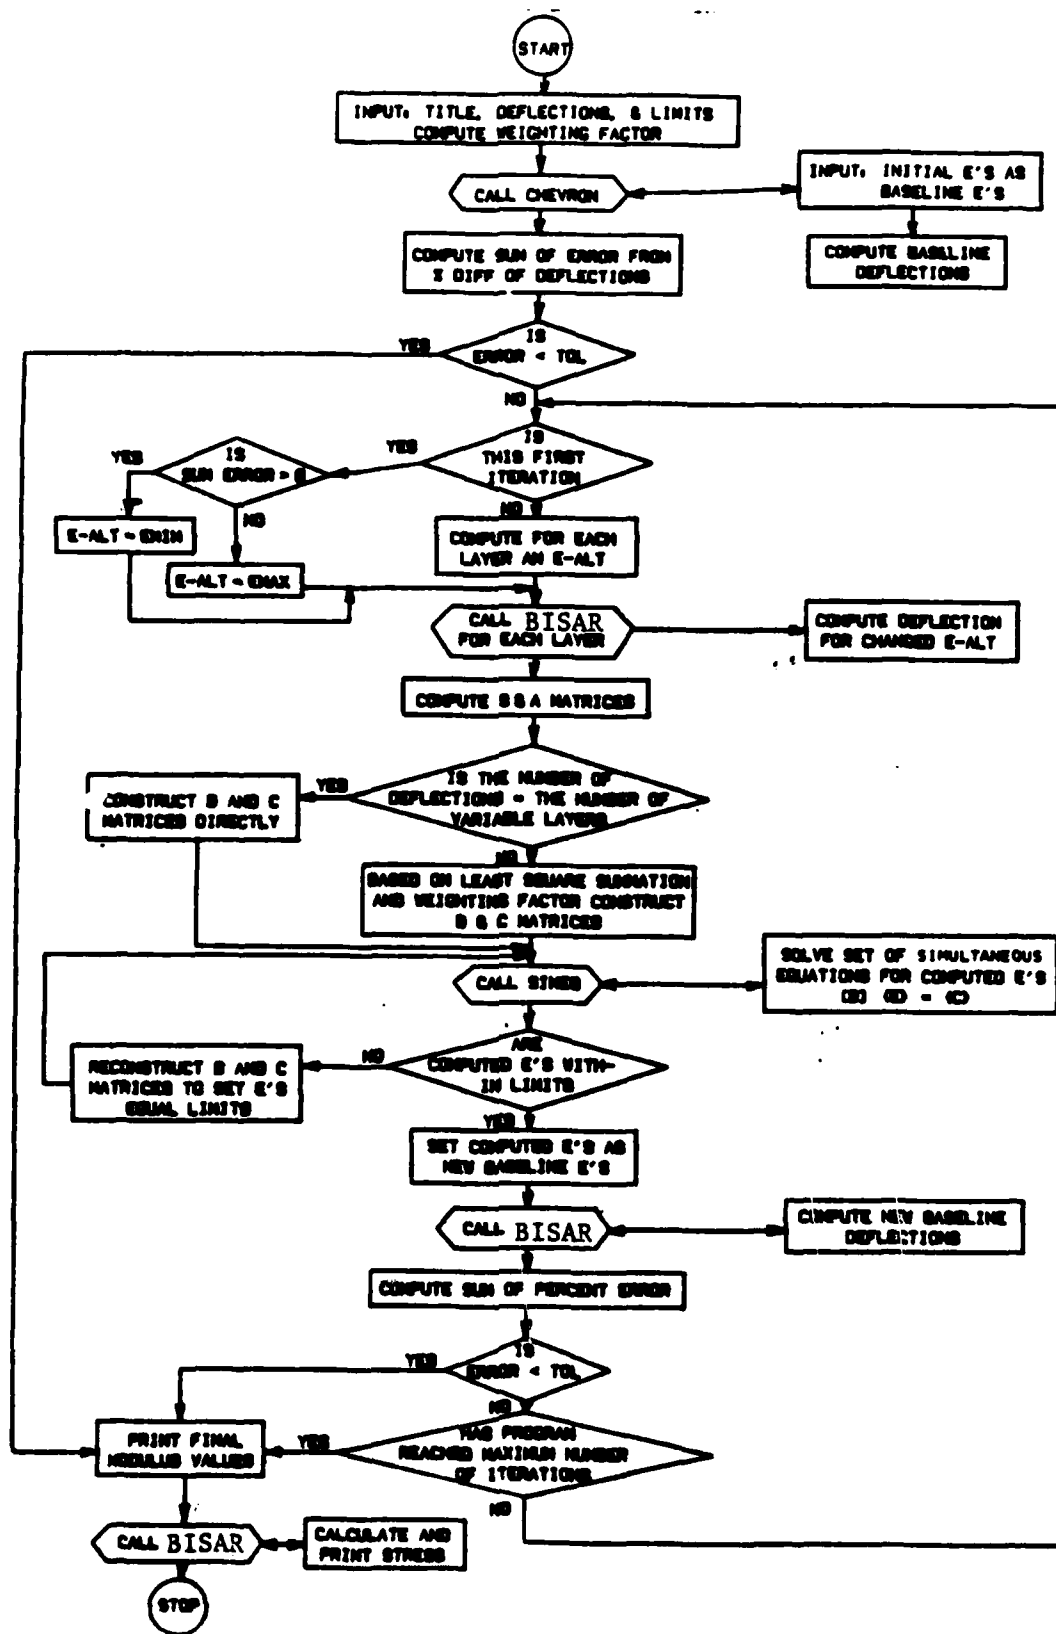 START
INPUT: TITLE, DEFLECTIONS, & LIMITS
COMPUTE WEIGHTING FACTOR
CALL CHEVRON
INPUT: INITIAL E'S AS
BASELINE E'S
COMPUTE BASELINE
DEFLECTIONS
COMPUTE SUM OF ERROR FROM
% DIFF OF DEFLECTIONS
IS
ERROR < TOL
YES
NO
IS
THIS FIRST
ITERATION
YES
NO
IS
SUM ERROR > 0
YES
NO
E-ALT = EMIN
E-ALT = EMAX
COMPUTE FOR EACH
LAYER AN E-ALT
CALL BISAR
FOR EACH LAYER
COMPUTE DEFLECTION
FOR CHANGED E-ALT
COMPUTE S & A MATRICES
IS THE NUMBER OF
DEFLECTIONS = THE NUMBER OF
VARIABLE LAYERS
YES
NO
CONSTRUCT B AND C
MATRICES DIRECTLY
BASED ON LEAST SQUARE SUMMATION
AND WEIGHTING FACTOR CONSTRUCT
B & C MATRICES
CALL SIMEQ
SOLVE SET OF SIMULTANEOUS
EQUATIONS FOR COMPUTED E'S
(B) (E) = (C)
ARE
COMPUTED E'S WITH-
IN LIMITS
NO
YES
RECONSTRUCT B AND C
MATRICES TO SET E'S
EQUAL LIMITS
SET COMPUTED E'S AS
NEW BASELINE E'S
CALL BISAR
COMPUTE NEW BASELINE
DEFLECTIONS
COMPUTE SUM OF PERCENT ERROR
IS
ERROR < TOL
YES
NO
HAS PROGRAM
REACHED MAXIMUM NUMBER
OF ITERATIONS
YES
NO
PRINT FINAL
MODULUS VALUES
CALL BISAR
CALCULATE AND
PRINT STRESS
STOP